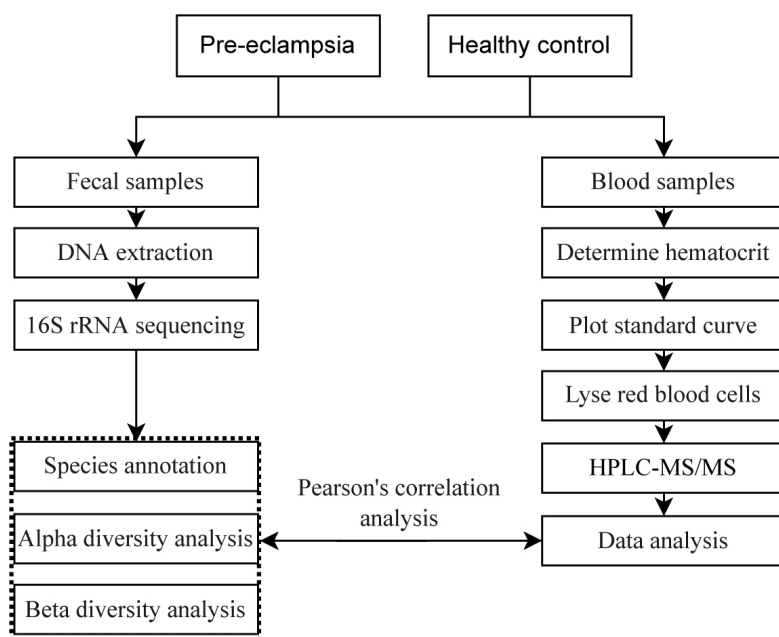 Pre-eclampsia
Healthy control
Fecal samples
Blood samples
DNA extraction
Determine hematocrit
16S rRNA sequencing
Plot standard curve
Lyse red blood cells
Species annotation
HPLC-MS/MS
Pearson's correlation
analysis
Alpha diversity analysis
Data analysis
Beta diversity analysis